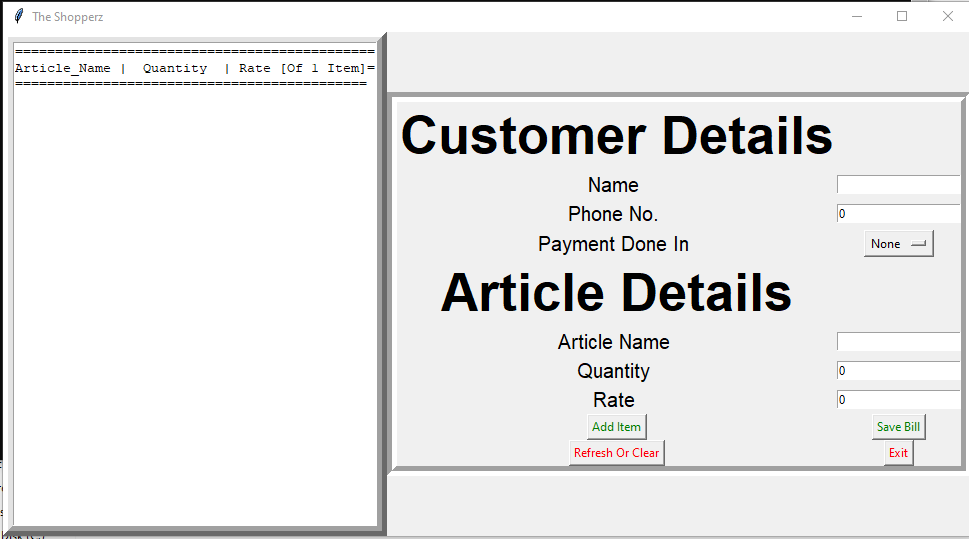 The Shopperz
=============================================
Article_Name |  Quantity  | Rate [Of 1 Item]=
============================================
Customer Details
Name
Phone No.
0
Payment Done In
None
Article Details
Article Name
Quantity
0
Rate
0
Add Item
Save Bill
Refresh Or Clear
Exit